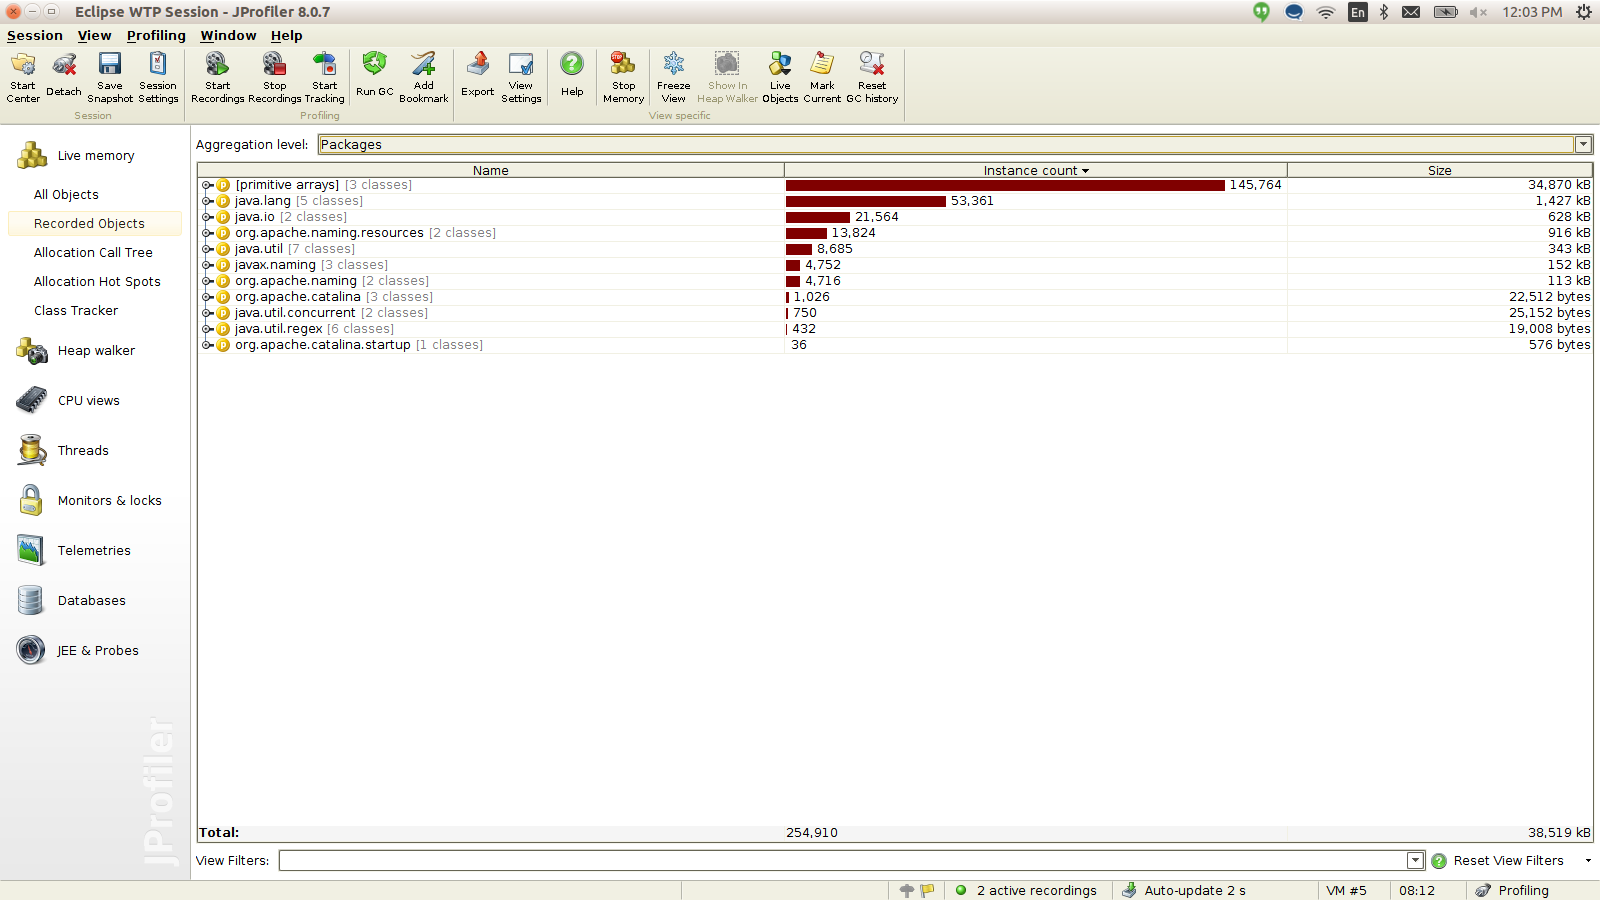 Eclipse WTP Session - JProfiler 8.0.7
En
12:03 PM
Session View Profiling Window Help
Start Center
Detach
Save Snapshot
Session Settings
Start Recordings
Stop Recordings
Start Tracking
Run GC
Add Bookmark
Export
View Settings
Help
Stop Memory
Freeze View
Show In Heap Walker
Live Objects
Mark Current
Reset GC history
Session
Profiling
View specific
Live memory
All Objects
Recorded Objects
Allocation Call Tree
Allocation Hot Spots
Class Tracker
Heap walker
CPU views
Threads
Monitors & locks
Telemetries
Databases
JEE & Probes
JProfiler
Aggregation level: Packages
Name Instance count Size
[primitive arrays] [3 classes] 145,764 34,870 kB
java.lang [5 classes] 53,361 1,427 kB
java.io [2 classes] 21,564 628 kB
org.apache.naming.resources [2 classes] 13,824 916 kB
java.util [7 classes] 8,685 343 kB
javax.naming [3 classes] 4,752 152 kB
org.apache.naming [2 classes] 4,716 113 kB
org.apache.catalina [3 classes] 1,026 22,512 bytes
java.util.concurrent [2 classes] 750 25,152 bytes
java.util.regex [6 classes] 432 19,008 bytes
org.apache.catalina.startup [1 classes] 36 576 bytes
Total: 254,910 38,519 kB
View Filters: Reset View Filters
2 active recordings Auto-update 2 s VM #5 08:12 Profiling